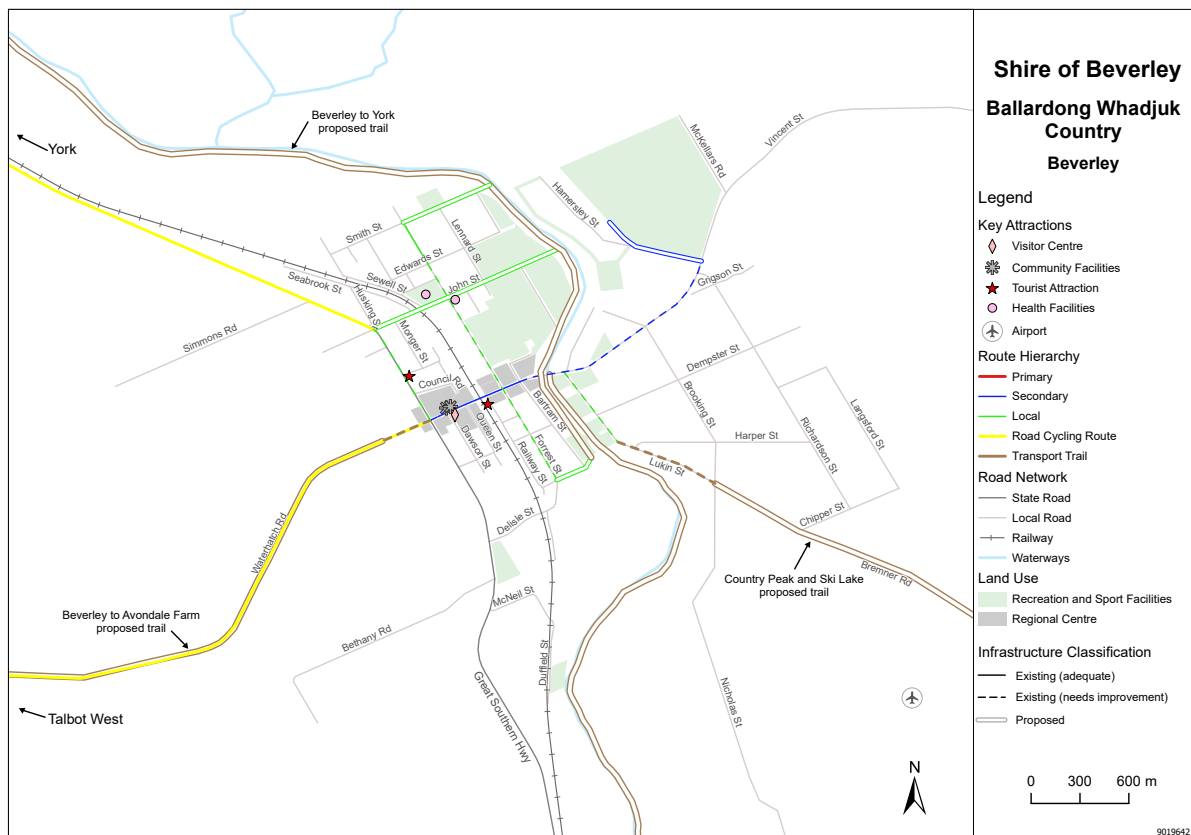 Shire of Beverley
Ballardong Whadjuk
Country
Beverley
Legend
Key Attractions
Visitor Centre
Community Facilities
Tourist Attraction
Health Facilities
Airport
Route Hierarchy
Primary
Secondary
Local
Road Cycling Route
Transport Trail
Road Network
State Road
Local Road
Railway
Waterways
Land Use
Recreation and Sport Facilities
Regional Centre
Infrastructure Classification
Existing (adequate)
Existing (needs improvement)
Proposed
0 300 600 m
9019642
N
Beverley to York
proposed trail
York
McKellars Rd
Vincent St
Hamersley St
Smith St
Lennard St
Edwards St
Sewell St
John St
Seabrook St
Husking St
Monger St
Simmons Rd
Grigson St
Council Rd
Dempster St
Brooking St
Bartram St
Dawson St
Queen St
Railway St
Forrest St
Harper St
Richardson St
Langsford St
Lukin St
Chipper St
Delisle St
Waterhatch Rd
Country Peak and Ski Lake
proposed trail
Bremner Rd
McNeil St
Beverley to Avondale Farm
proposed trail
Bethany Rd
Duffield St
Great Southern Hwy
Nicholas St
Talbot West